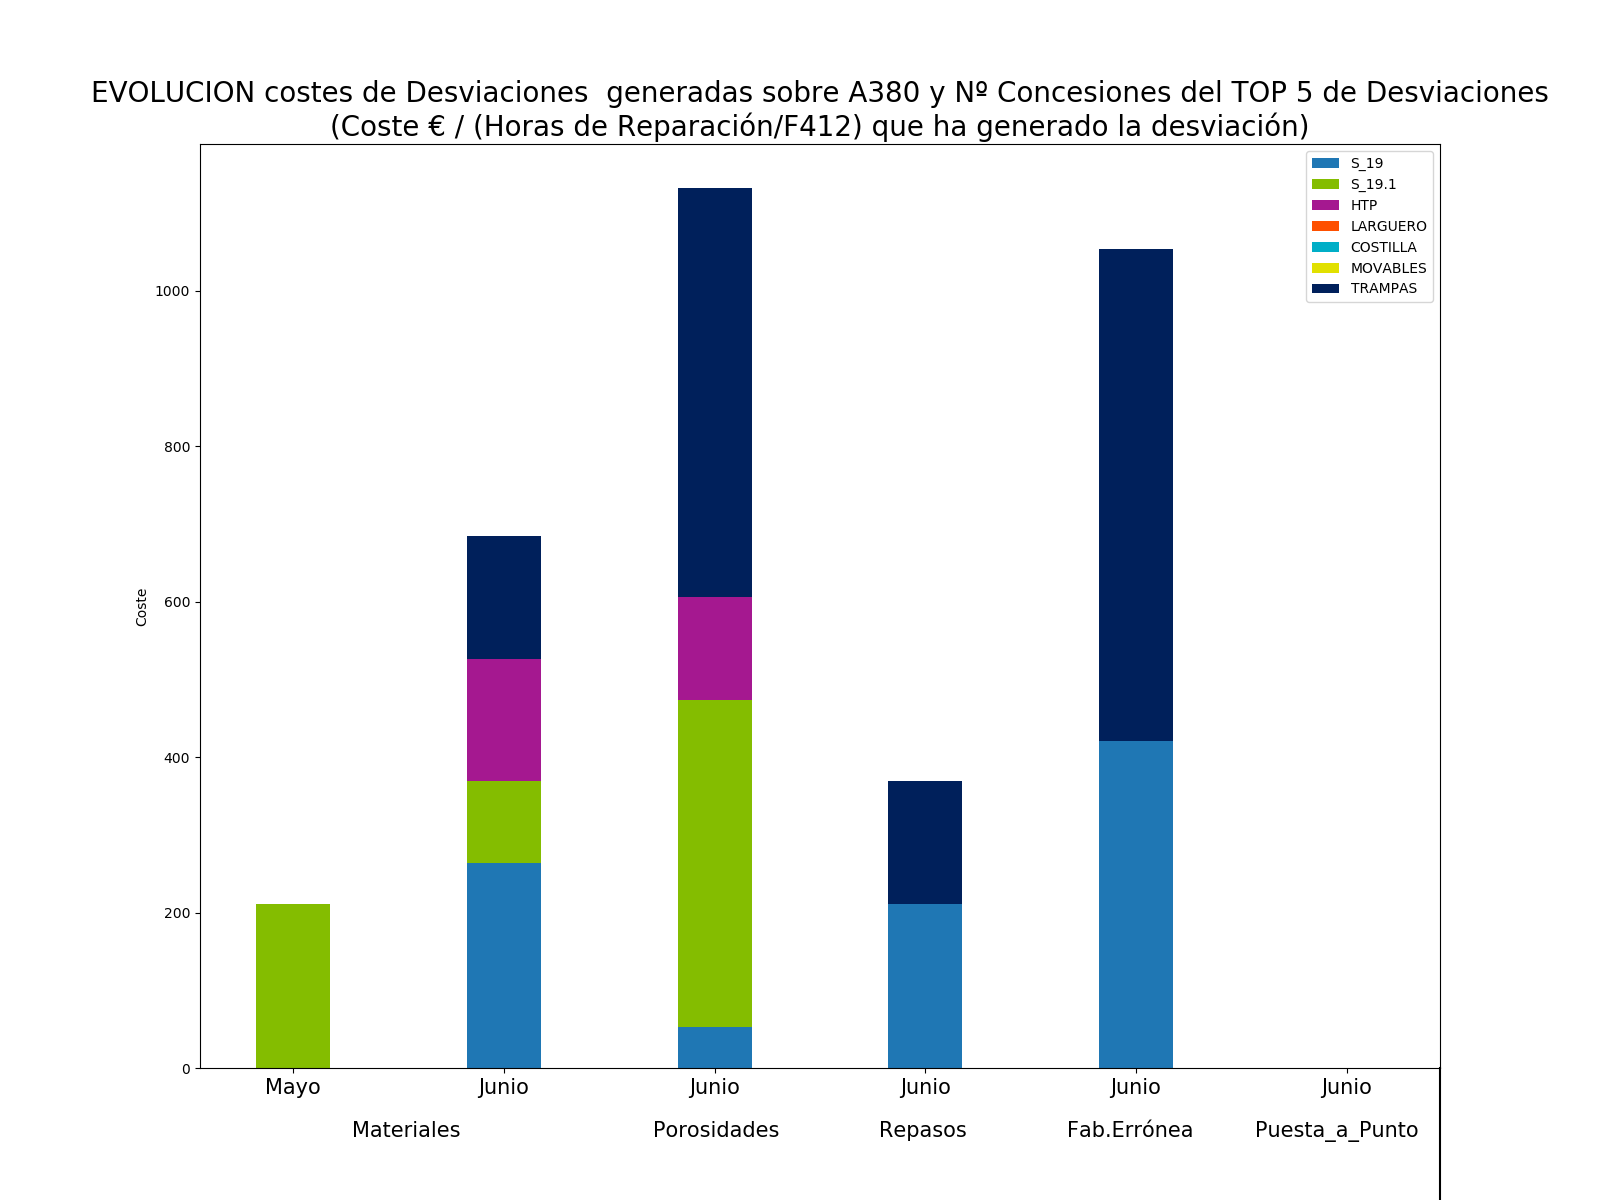 EVOLUCION costes de Desviaciones  generadas sobre A380 y Nº Concesiones del TOP 5 de Desviaciones
(Coste € / (Horas de Reparación/F412) que ha generado la desviación)
S_19
S_19.1
HTP
LARGUERO
COSTILLA
MOVABLES
TRAMPAS
1000
800
600
400
200
0
Coste
Mayo Junio Junio Junio Junio Junio
Materiales Porosidades Repasos Fab.Errónea Puesta_a_Punto